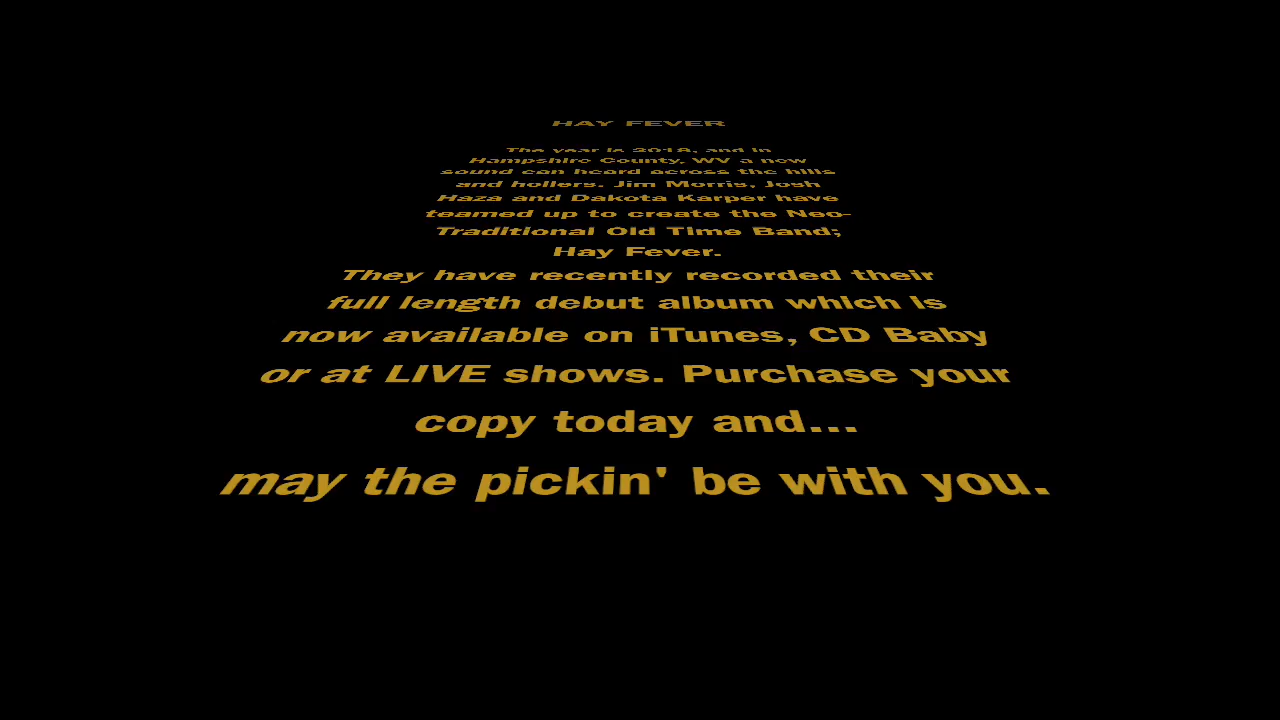 HAY FEVER
The year is 2018, and in
Hampshire County, WV a new
sound can heard across the hills
and hollers. Jim Morris, Josh
Haza and Dakota Karper have
teamed up to create the Neo-
Traditional Old Time Band;
Hay Fever.
They have recently recorded their
full length debut album which is
now available on iTunes, CD Baby
or at LIVE shows. Purchase your
copy today and...
may the pickin' be with you.